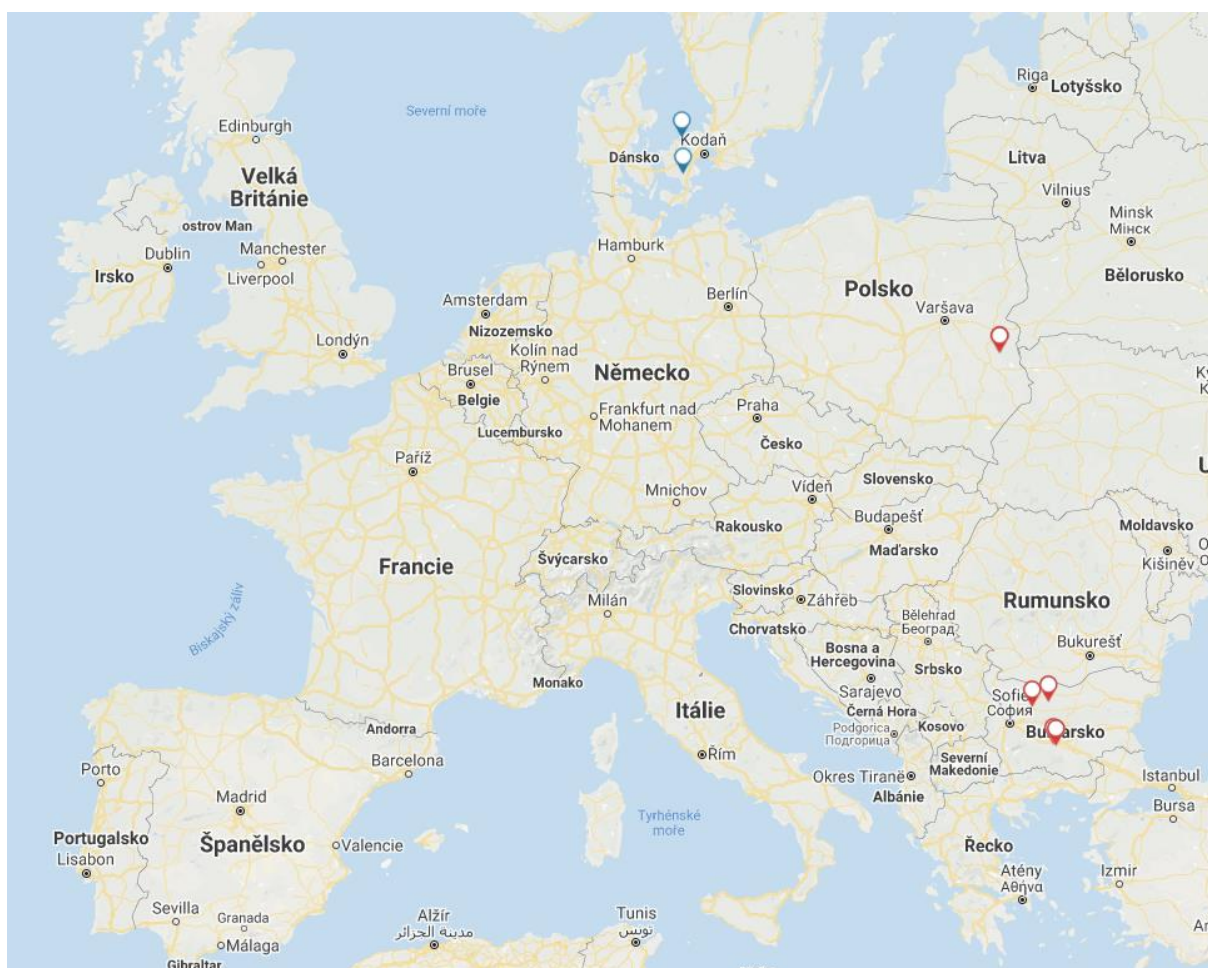 Riga
Lotyšsko
Severní moře
Edinburgh
Kodaň
Dánsko
Litva
Velká
Británie
Vilnius
Minsk
Мінск
ostrov Man
Dublin
Manchester
Hamburk
Irsko
Liverpool
Bělorusko
Polsko
Amsterdam
Berlín
Varšava
Nizozemsko
Londýn
Kolín nad
Rýnem
Brusel
Německo
Belgie
Praha
Frankfurt nad
Mohanem
Lucembursko
Česko
Paříž
Slovensko
Mnichov
Vídeň
Budapešť
Rakousko
Moldavsko
Maďarsko
Švýcarsko
Kišiněv
Francie
Slovinsko
Záhřeb
Milán
Rumunsko
Biskajský záliv
Bělehrad
Београд
Chorvatsko
Bukurešť
Bosna a
Hercegovina
Srbsko
Monako
Sarajevo
Sofie
София
Itálie
Černá Hora
Andorra
Kosovo
Podgorica
Подгорица
Řím
Barcelona
Severní
Makedonie
Porto
Okres Tiranë
Istanbul
Albánie
Madrid
Bursa
Tyrhénské
moře
Portugalsko
Španělsko
Valencie
Řecko
Lisabon
Atény
Αθήνα
Izmir
Sevilla
Granada
Alžír
مدينة الجزائر
Tunis
تونس
Málaga
Gibraltar